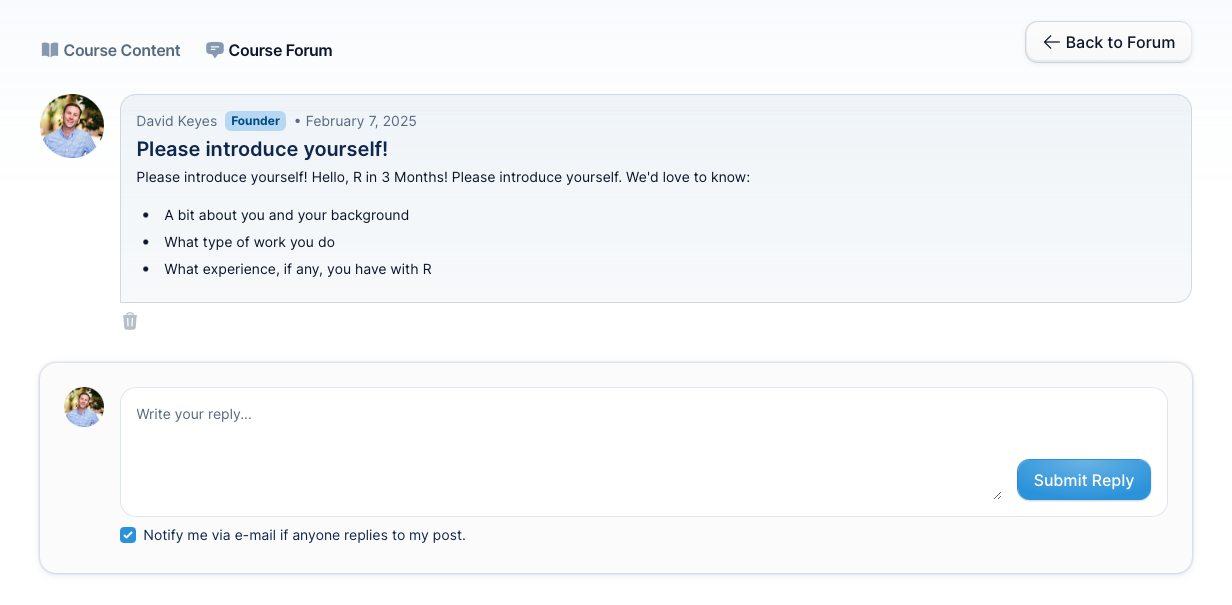 Course Content
Course Forum
Back to Forum
David Keyes Founder • February 7, 2025
Please introduce yourself!
Please introduce yourself! Hello, R in 3 Months! Please introduce yourself. We'd love to know:
• A bit about you and your background
• What type of work you do
• What experience, if any, you have with R
Write your reply...
Submit Reply
Notify me via e-mail if anyone replies to my post.